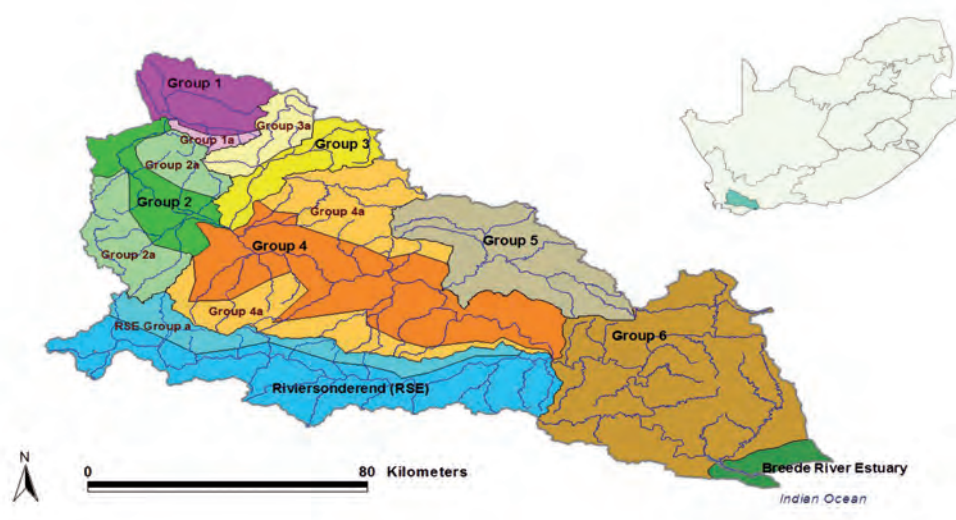 Group 1
Group 3a
Group 1a
Group 3
Group 2a
Group 2
Group 4a
Group 4
Group 5
Group 2a
Group 4a
RSE Group a
Group 6
Riviersonderend (RSE)
N
0 80 Kilometers
Breede River Estuary
Indian Ocean